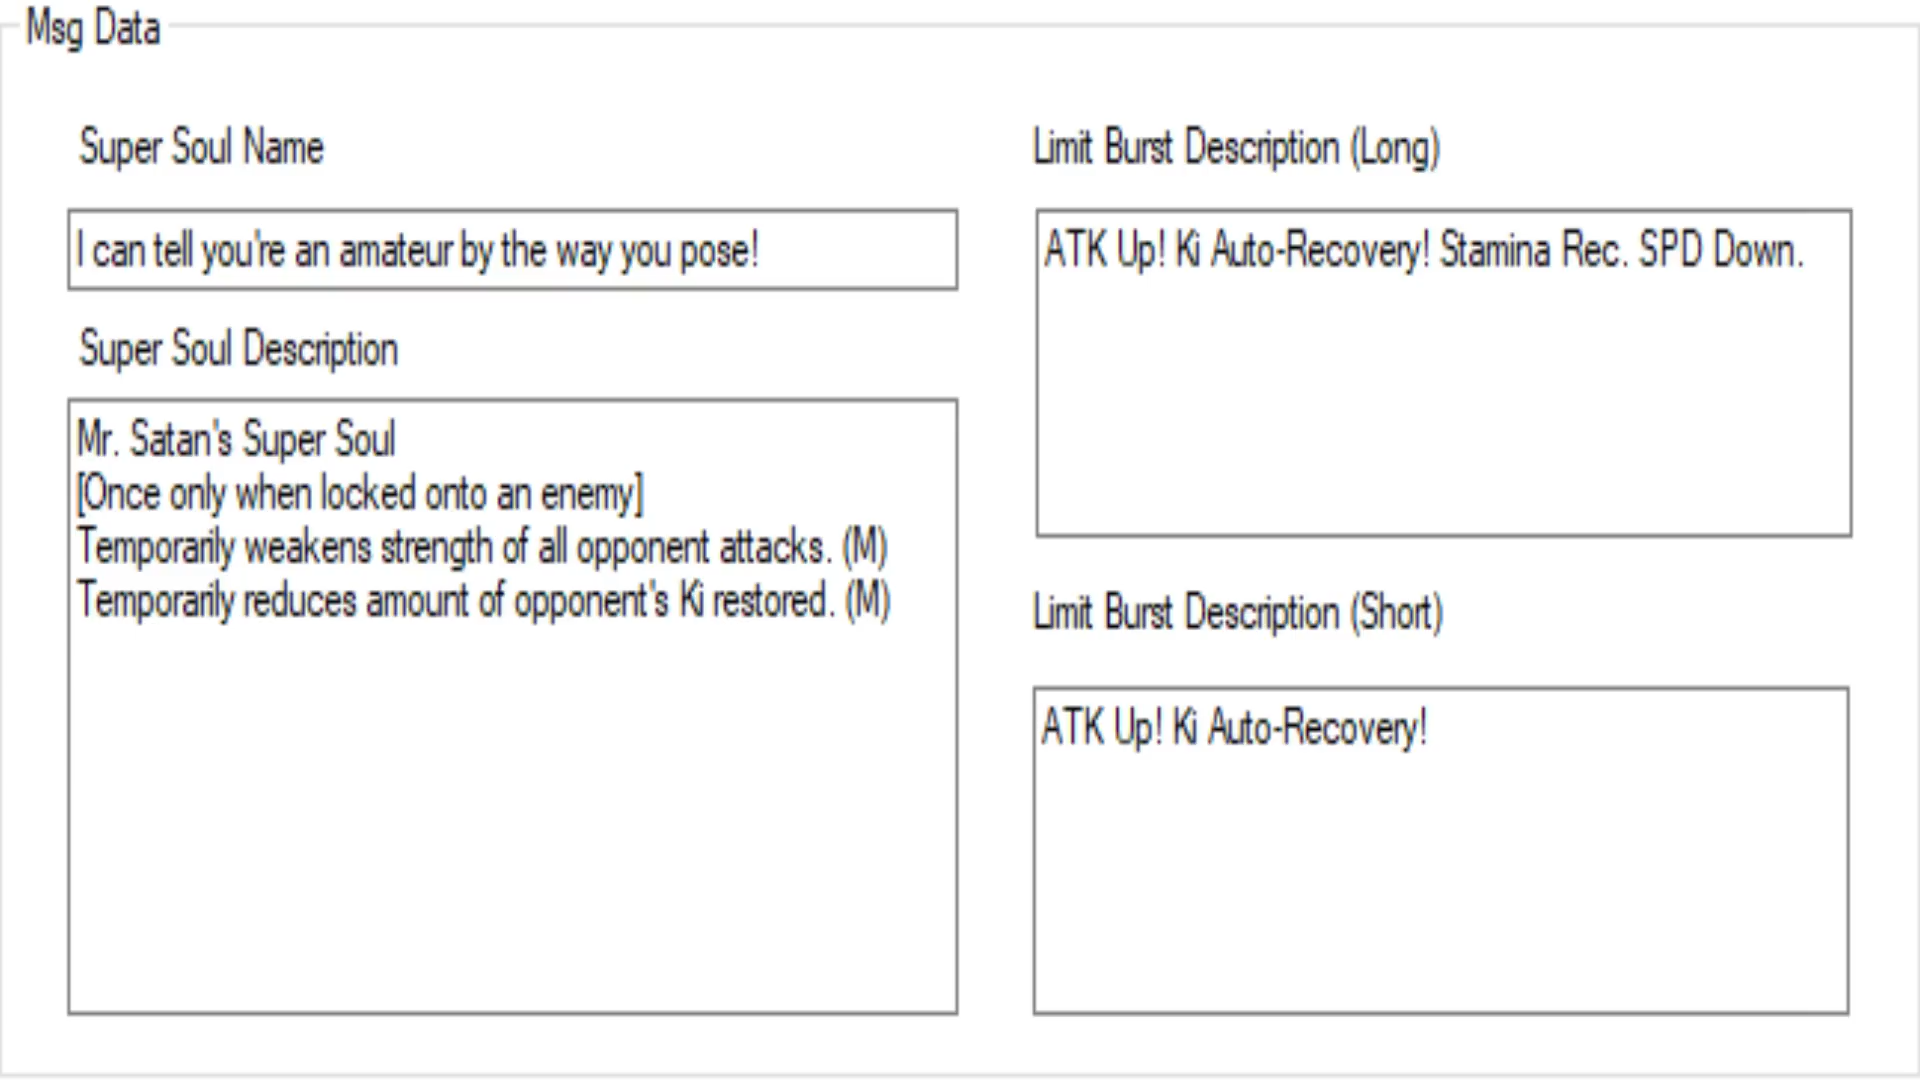 Msg Data
Super Soul Name
I can tell you're an amateur by the way you pose!
Super Soul Description
Mr. Satan's Super Soul
[Once only when locked onto an enemy]
Temporarily weakens strength of all opponent attacks. (M)
Temporarily reduces amount of opponent's Ki restored. (M)
Limit Burst Description (Long)
ATK Up! Ki Auto-Recovery! Stamina Rec. SPD Down.
Limit Burst Description (Short)
ATK Up! Ki Auto-Recovery!